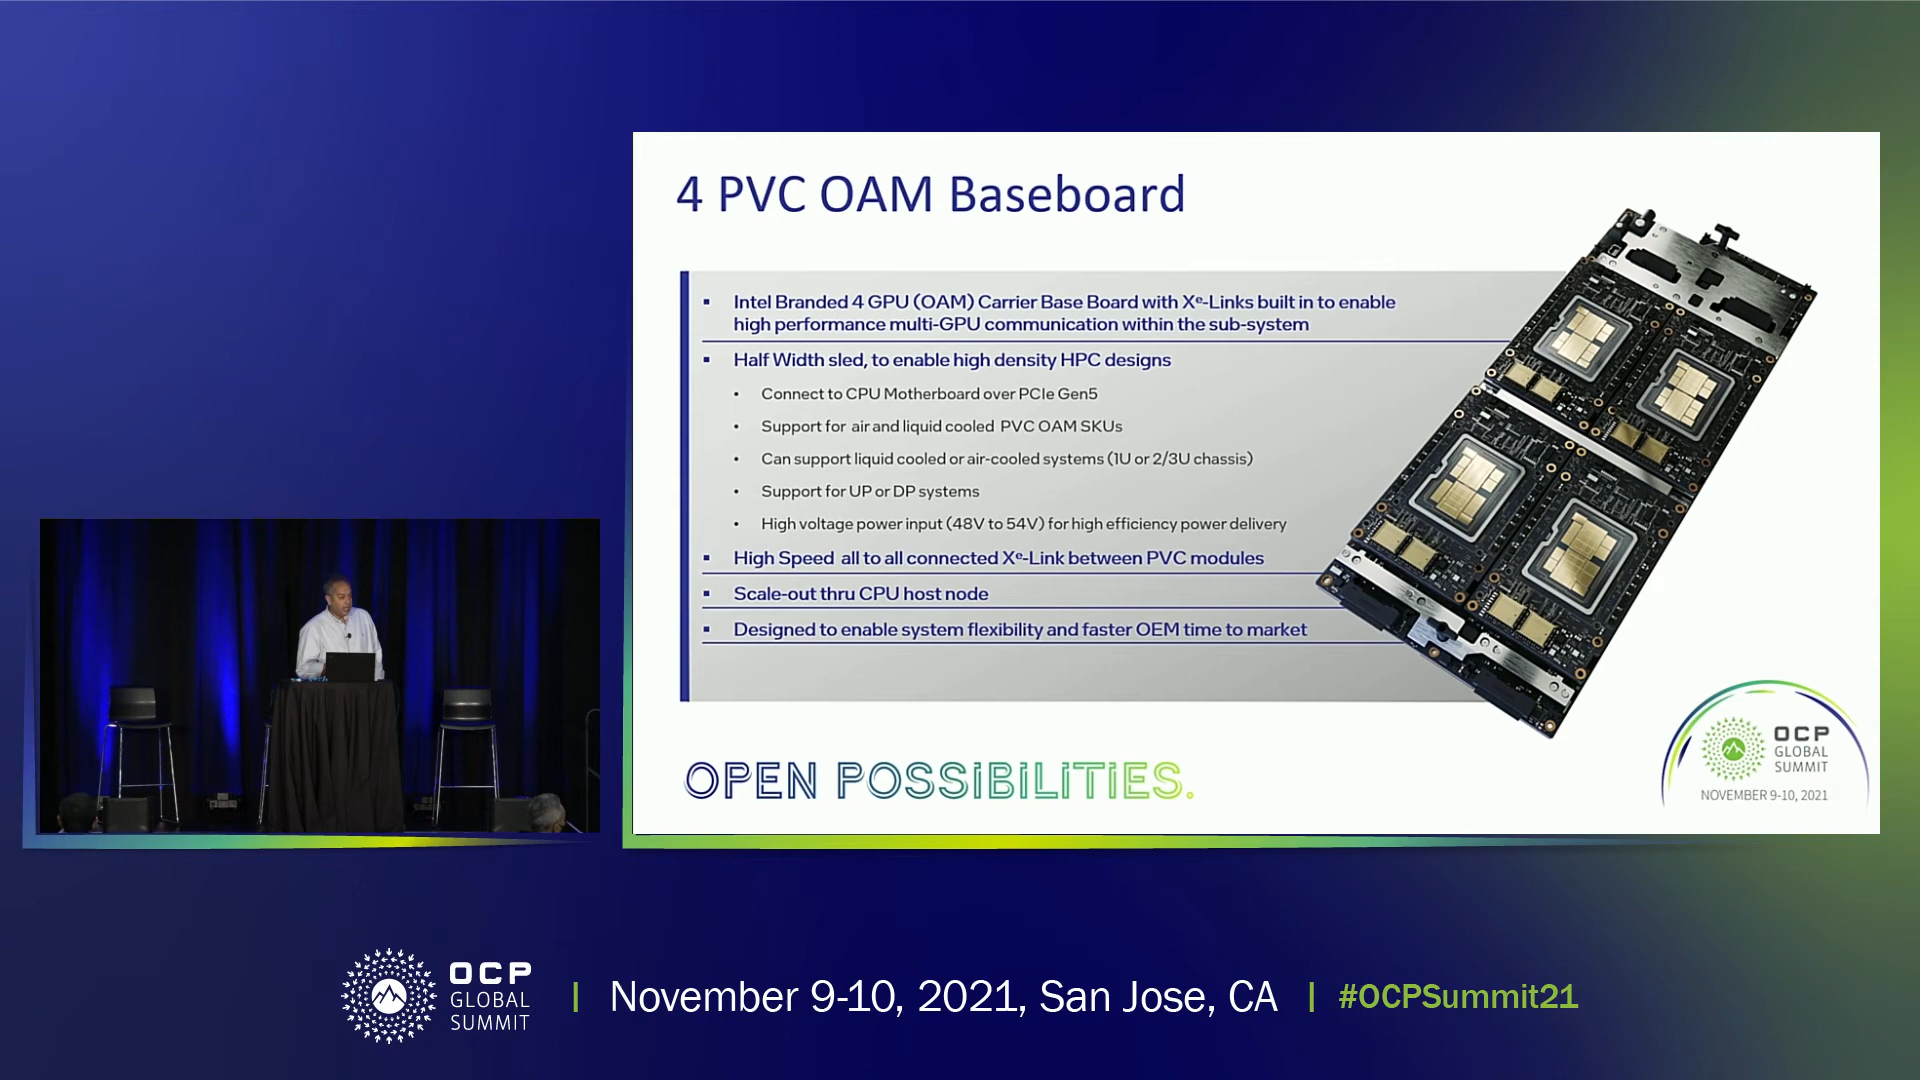 4 PVC OAM Baseboard
▪ Intel Branded 4 GPU (OAM) Carrier Base Board with Xᵉ-Links built in to enable
high performance multi-GPU communication within the sub-system
▪ Half Width sled, to enable high density HPC designs
• Connect to CPU Motherboard over PCIe Gen5
• Support for air and liquid cooled PVC OAM SKUs
• Can support liquid cooled or air-cooled systems (1U or 2/3U chassis)
• Support for UP or DP systems
• High voltage power input (48V to 54V) for high efficiency power delivery
▪ High Speed all to all connected Xᵉ-Link between PVC modules
▪ Scale-out thru CPU host node
▪ Designed to enable system flexibility and faster OEM time to market
OPEN POSSIBILITIES.
OCP
GLOBAL
SUMMIT
NOVEMBER 9-10, 2021
OCP
GLOBAL
SUMMIT
| November 9-10, 2021, San Jose, CA | #OCPSummit21